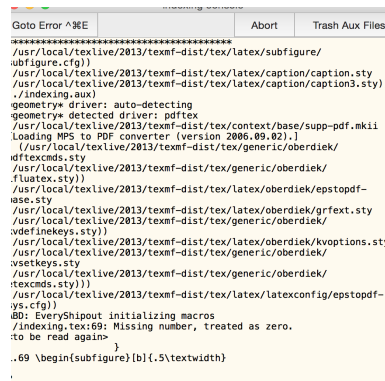 Indexing Console
Goto Error ^⌘E Abort Trash Aux Files
****************************************
/usr/local/texlive/2013/texmf-dist/tex/latex/subfigure/
subfigure.cfg))
/usr/local/texlive/2013/texmf-dist/tex/latex/caption/caption.sty
/usr/local/texlive/2013/texmf-dist/tex/latex/caption/caption3.sty)
./indexing.aux)
*geometry* driver: auto-detecting
*geometry* detected driver: pdftex
/usr/local/texlive/2013/texmf-dist/tex/context/base/supp-pdf.mkii
[Loading MPS to PDF converter (version 2006.09.02).]
(/usr/local/texlive/2013/texmf-dist/tex/generic/oberdiek/
pdftexcmds.sty
/usr/local/texlive/2013/texmf-dist/tex/generic/oberdiek/
ifluatex.sty))
/usr/local/texlive/2013/texmf-dist/tex/latex/oberdiek/epstopdf-
base.sty
/usr/local/texlive/2013/texmf-dist/tex/latex/oberdiek/grfext.sty
/usr/local/texlive/2013/texmf-dist/tex/generic/oberdiek/
kvdefinekeys.sty))
/usr/local/texlive/2013/texmf-dist/tex/latex/oberdiek/kvoptions.sty
/usr/local/texlive/2013/texmf-dist/tex/generic/oberdiek/
kvsetkeys.sty
/usr/local/texlive/2013/texmf-dist/tex/generic/oberdiek/
etexcmds.sty)))
/usr/local/texlive/2013/texmf-dist/tex/latex/latexconfig/epstopdf-
sys.cfg))
ABD: EveryShipout initializing macros
./indexing.tex:69: Missing number, treated as zero.
<to be read again>
}
l.69 \begin{subfigure}[b]{.5\textwidth}